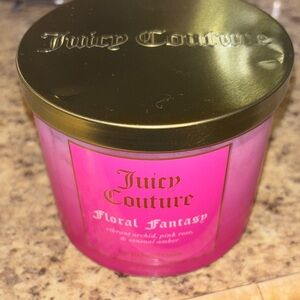 Juicy Couture
Juicy
Couture
Floral Fantasy
vibrant orchid, pink rose,
& sensual amber